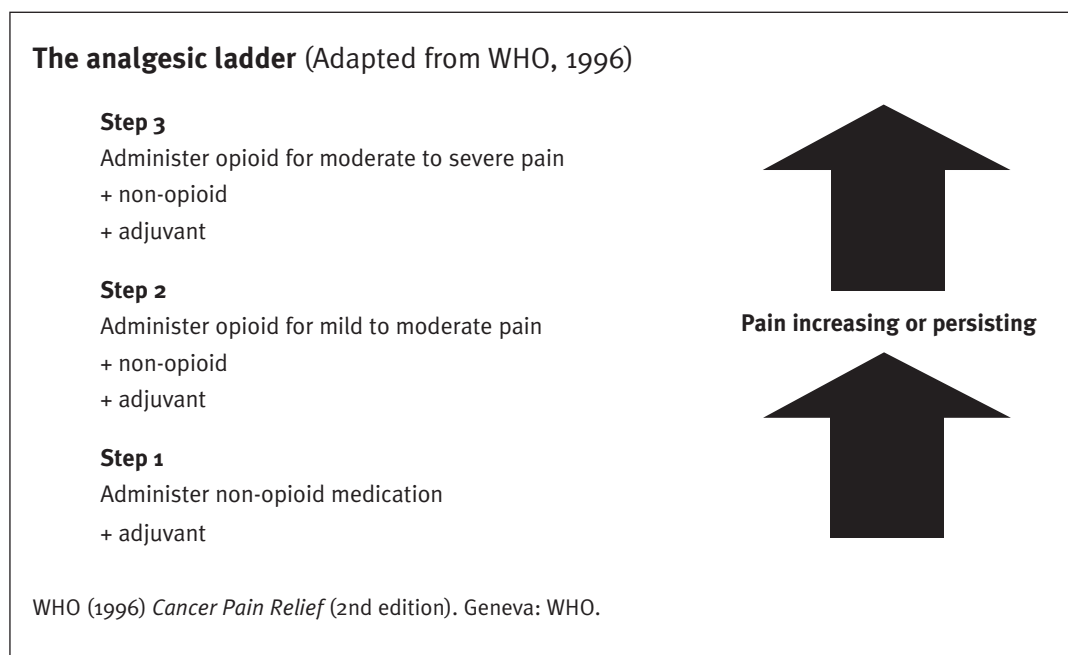 The analgesic ladder (Adapted from WHO, 1996)
Step 3
Administer opioid for moderate to severe pain
+ non-opioid
+ adjuvant
Step 2
Administer opioid for mild to moderate pain
+ non-opioid
+ adjuvant
Step 1
Administer non-opioid medication
+ adjuvant
Pain increasing or persisting
WHO (1996) Cancer Pain Relief (2nd edition). Geneva: WHO.